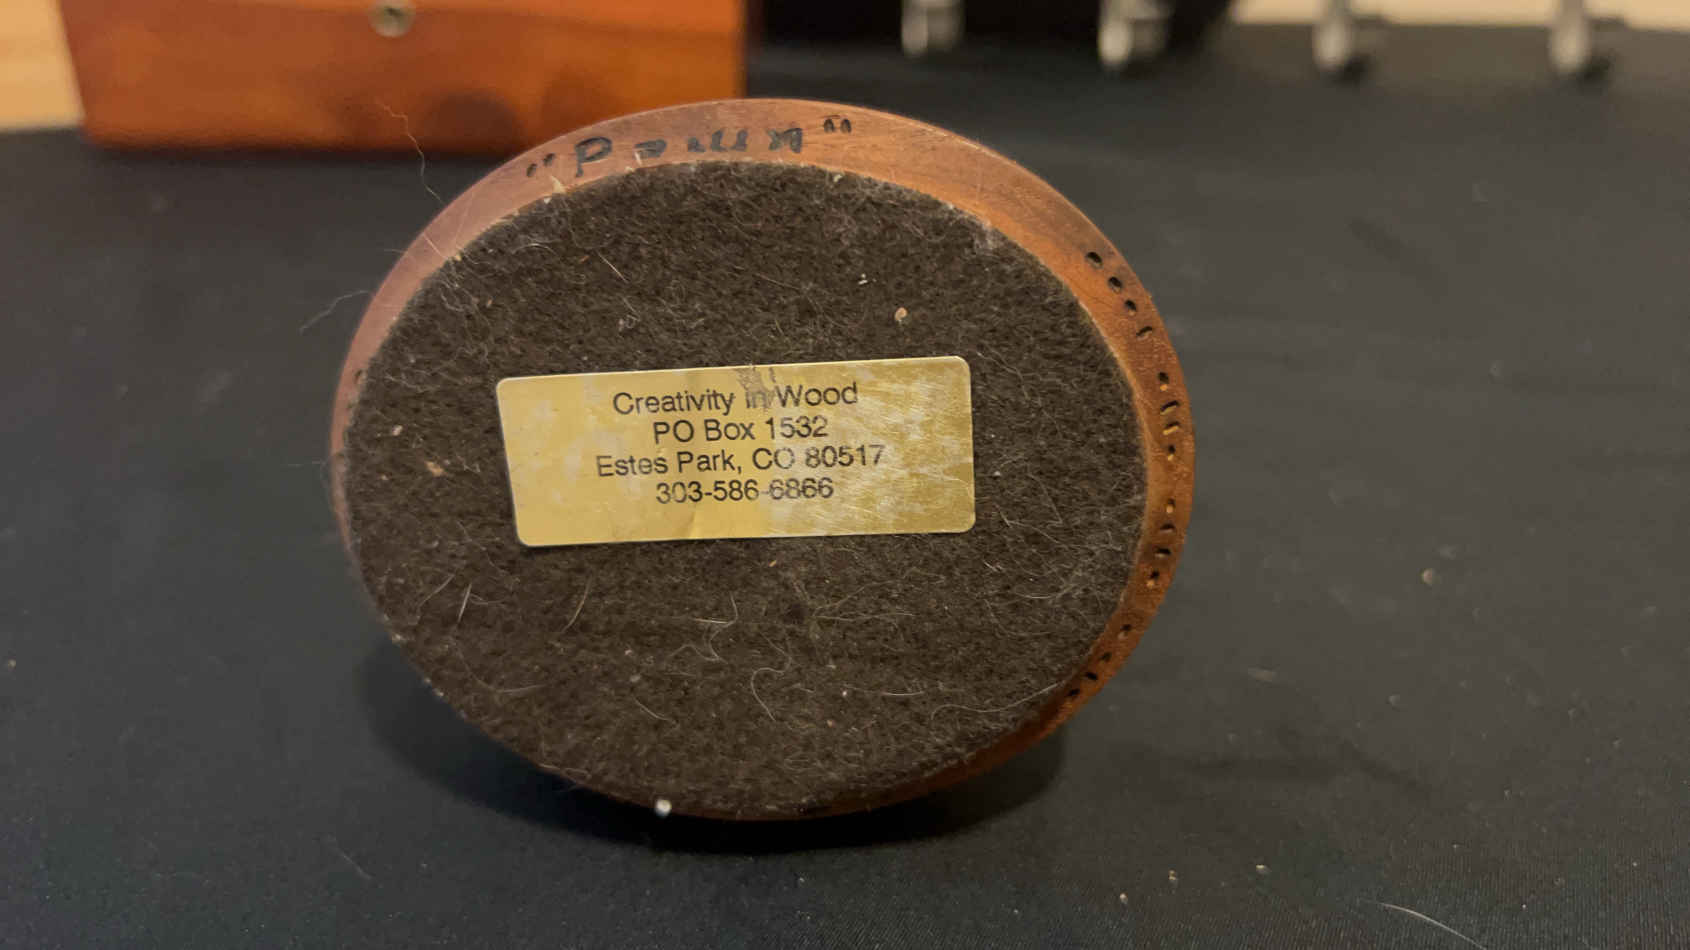 Creativity in Wood
PO Box 1532
Estes Park, CO 80517
303-586-6866